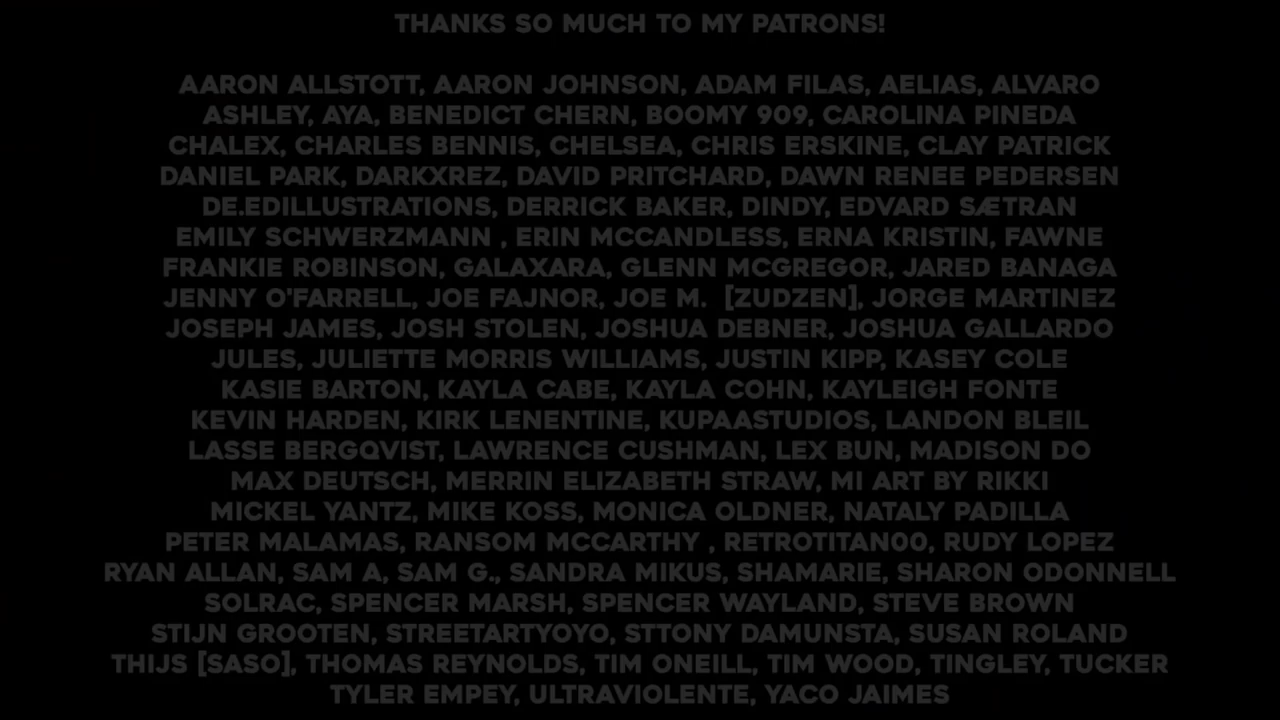 THANKS SO MUCH TO MY PATRONS!
AARON ALLSTOTT, AARON JOHNSON, ADAM FILAS, AELIAS, ALVARO
ASHLEY, AYA, BENEDICT CHERN, BOOMY 909, CAROLINA PINEDA
CHALEX, CHARLES BENNIS, CHELSEA, CHRIS ERSKINE, CLAY PATRICK
DANIEL PARK, DARKXREZ, DAVID PRITCHARD, DAWN RENEE PEDERSEN
DE.EDILLUSTRATIONS, DERRICK BAKER, DINDY, EDVARD SÆTRAN
EMILY SCHWERZMANN , ERIN MCCANDLESS, ERNA KRISTIN, FAWNE
FRANKIE ROBINSON, GALAXARA, GLENN MCGREGOR, JARED BANAGA
JENNY O'FARRELL, JOE FAJNOR, JOE M.  [ZUDZEN], JORGE MARTINEZ
JOSEPH JAMES, JOSH STOLEN, JOSHUA DEBNER, JOSHUA GALLARDO
JULES, JULIETTE MORRIS WILLIAMS, JUSTIN KIPP, KASEY COLE
KASIE BARTON, KAYLA CABE, KAYLA COHN, KAYLEIGH FONTE
KEVIN HARDEN, KIRK LENENTINE, KUPAASTUDIOS, LANDON BLEIL
LASSE BERGQVIST, LAWRENCE CUSHMAN, LEX BUN, MADISON DO
MAX DEUTSCH, MERRIN ELIZABETH STRAW, MI ART BY RIKKI
MICKEL YANTZ, MIKE KOSS, MONICA OLDNER, NATALY PADILLA
PETER MALAMAS, RANSOM MCCARTHY , RETROTITAN00, RUDY LOPEZ
RYAN ALLAN, SAM A, SAM G., SANDRA MIKUS, SHAMARIE, SHARON ODONNELL
SOLRAC, SPENCER MARSH, SPENCER WAYLAND, STEVE BROWN
STIJN GROOTEN, STREETARTYOYO, STTONY DAMUNSTA, SUSAN ROLAND
THIJS [SASO], THOMAS REYNOLDS, TIM ONEILL, TIM WOOD, TINGLEY, TUCKER
TYLER EMPEY, ULTRAVIOLENTE, YACO JAIMES